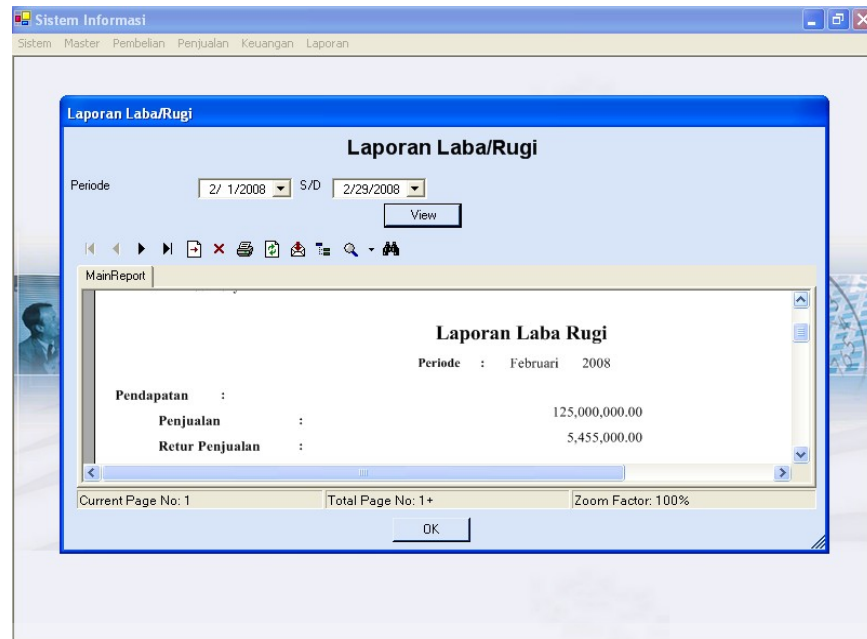 Sistem Informasi
Sistem Master Pembelian Penjualan Keuangan Laporan
Laporan Laba/Rugi
Laporan Laba/Rugi
Periode 2/ 1/2008 S/D 2/29/2008
View
MainReport
Laporan Laba Rugi
Periode : Februari 2008
Pendapatan :
Penjualan : 125,000,000.00
Retur Penjualan : 5,455,000.00
Current Page No: 1 Total Page No: 1+ Zoom Factor: 100%
OK